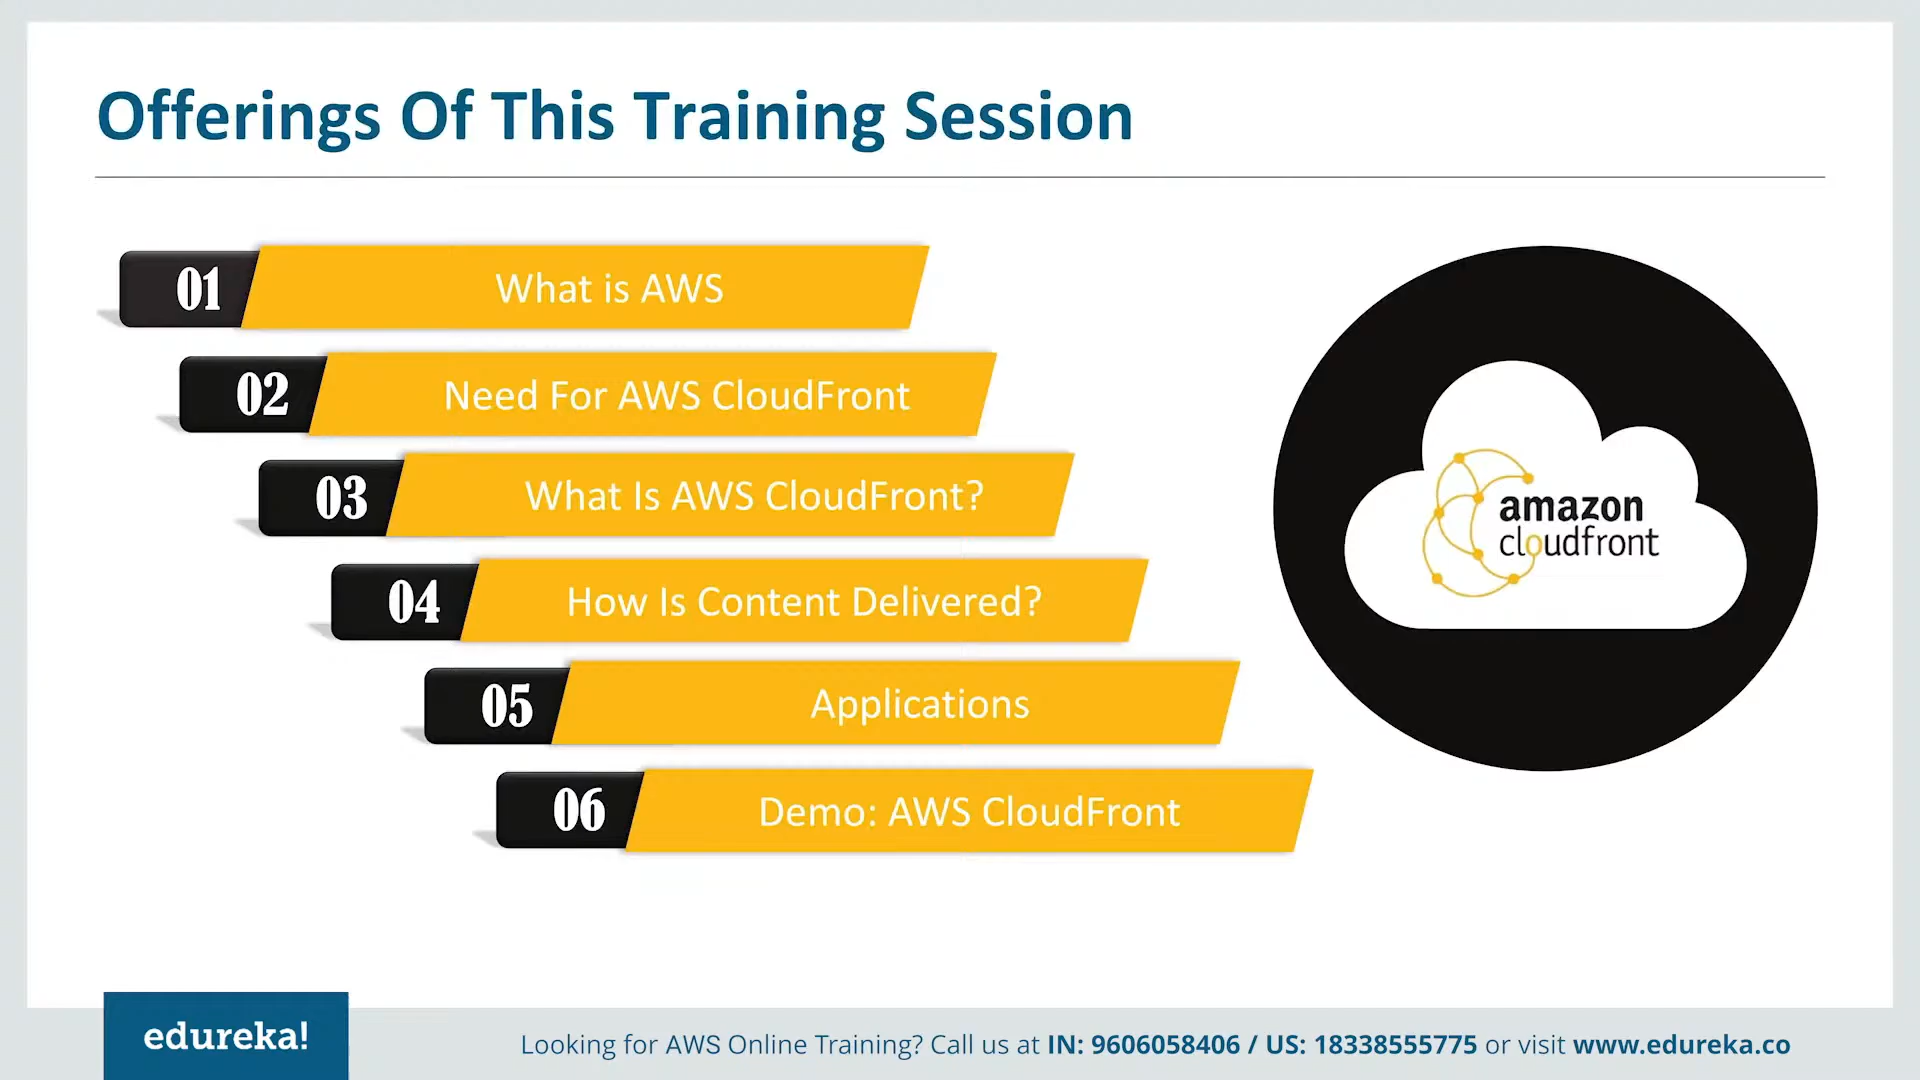 Offerings Of This Training Session
01 What is AWS
02 Need For AWS CloudFront
03 What Is AWS CloudFront?
04 How Is Content Delivered?
05 Applications
06 Demo: AWS CloudFront
amazon
cloudfront
edureka!
Looking for AWS Online Training? Call us at IN: 9606058406 / US: 18338555775 or visit www.edureka.co